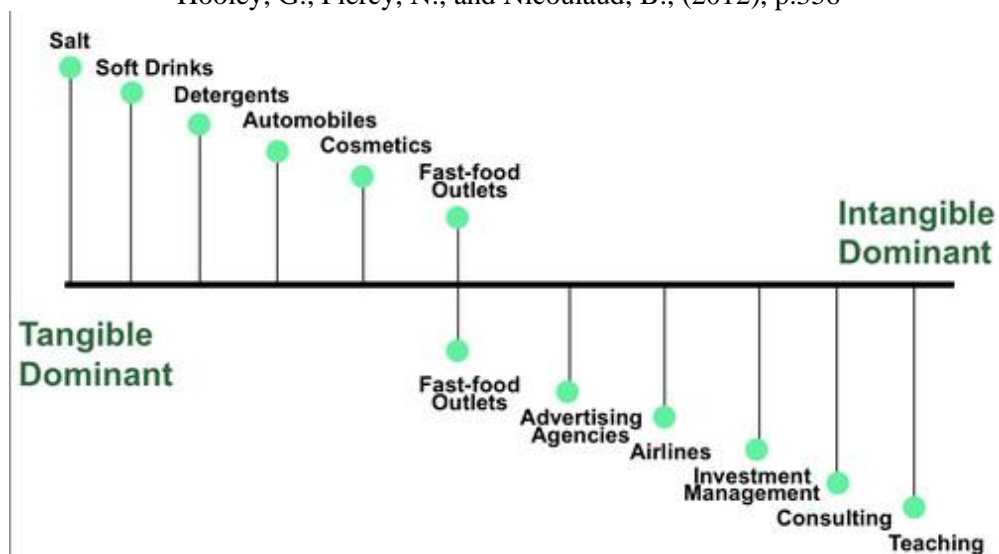 Hooley, G., Piercy, N., and Nicoulaud, B., (2012), p.338
Salt
Soft Drinks
Detergents
Automobiles
Cosmetics
Fast-food
Outlets
Intangible
Dominant
Tangible
Dominant
Fast-food
Outlets
Advertising
Agencies
Airlines
Investment
Management
Consulting
Teaching